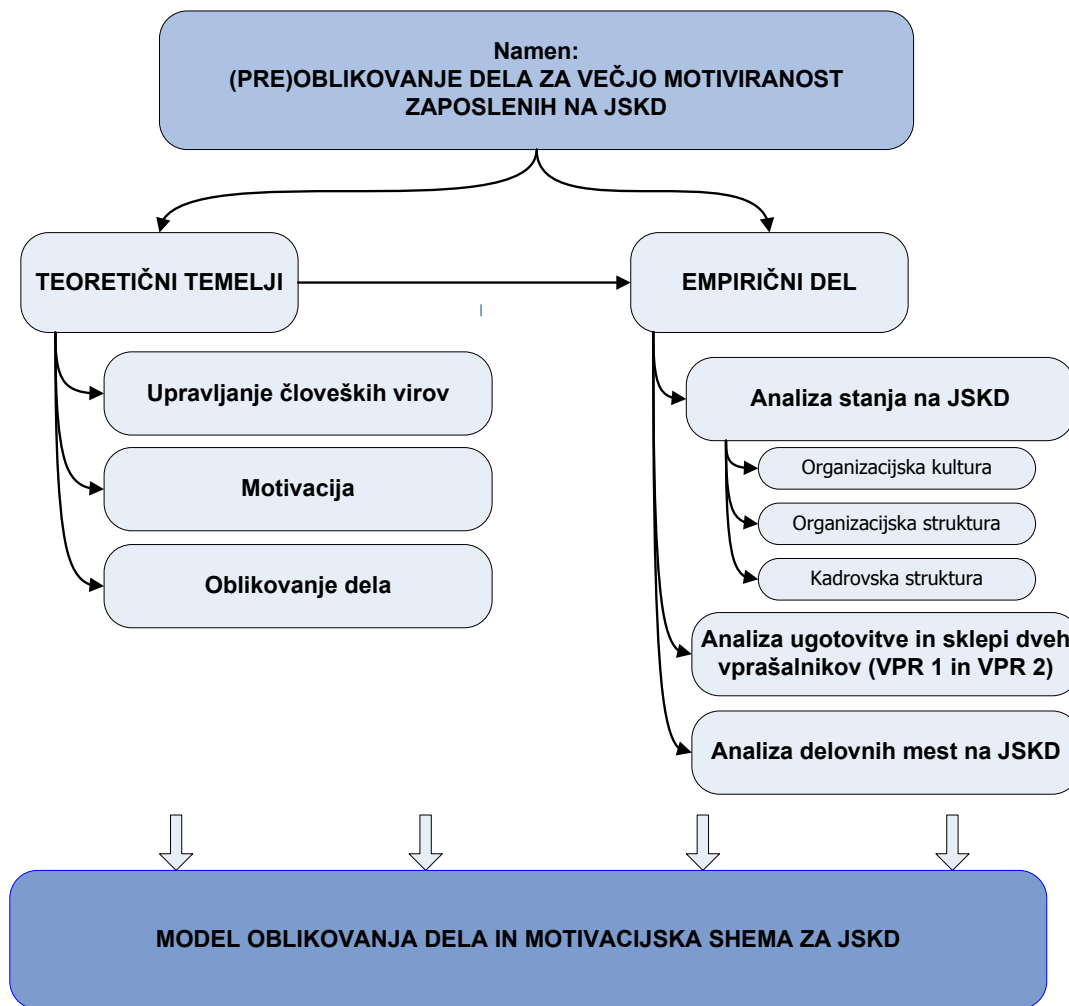 Namen:
(PRE)OBLIKOVANJE DELA ZA VEČJO MOTIVIRANOST
ZAPOSLENIH NA JSKD
TEORETIČNI TEMELJI
Upravljanje človeških virov
Motivacija
Oblikovanje dela
EMPIRIČNI DEL
Analiza stanja na JSKD
Organizacijska kultura
Organizacijska struktura
Kadrovska struktura
Analiza ugotovitve in sklepi dveh
vprašalnikov (VPR 1 in VPR 2)
Analiza delovnih mest na JSKD
MODEL OBLIKOVANJA DELA IN MOTIVACIJSKA SHEMA ZA JSKD